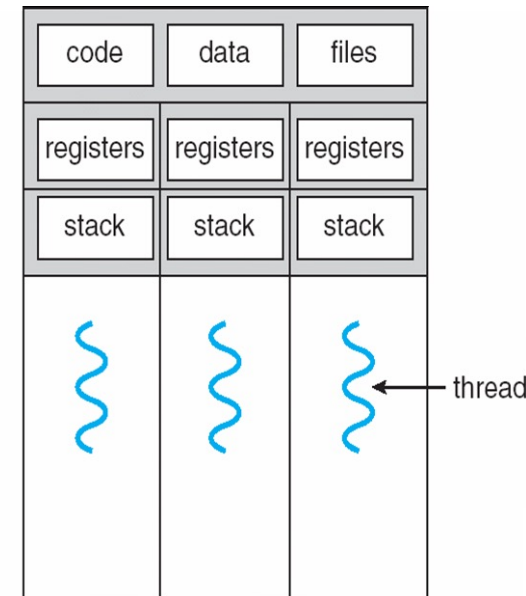 code data files
registers registers registers
stack stack stack
thread